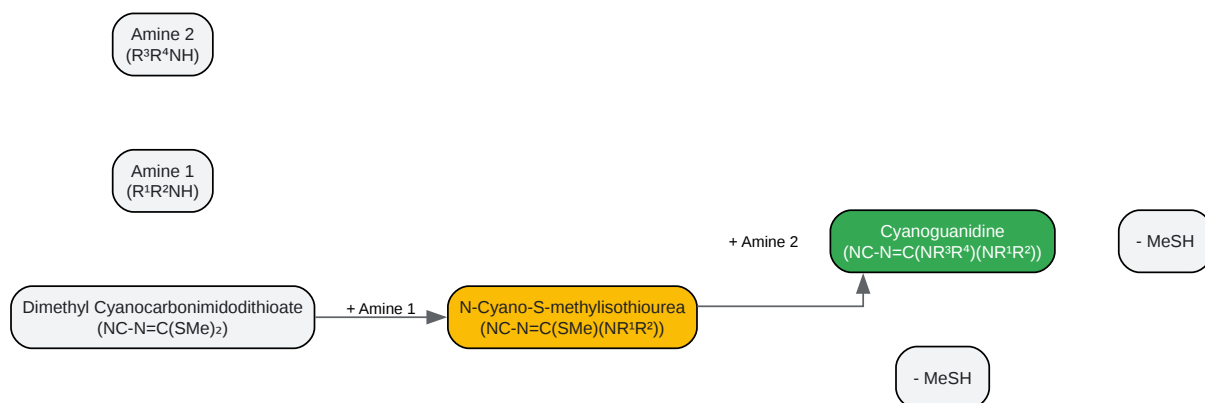 Amine 2
(R³R⁴NH)
Amine 1
(R¹R²NH)
+ Amine 2
Cyanoguanidine
(NC-N=C(NR³R⁴)(NR¹R²))
- MeSH
Dimethyl Cyanocarbonimidodithioate
(NC-N=C(SMe)₂)
+ Amine 1
N-Cyano-S-methylisothiourea
(NC-N=C(SMe)(NR¹R²))
- MeSH